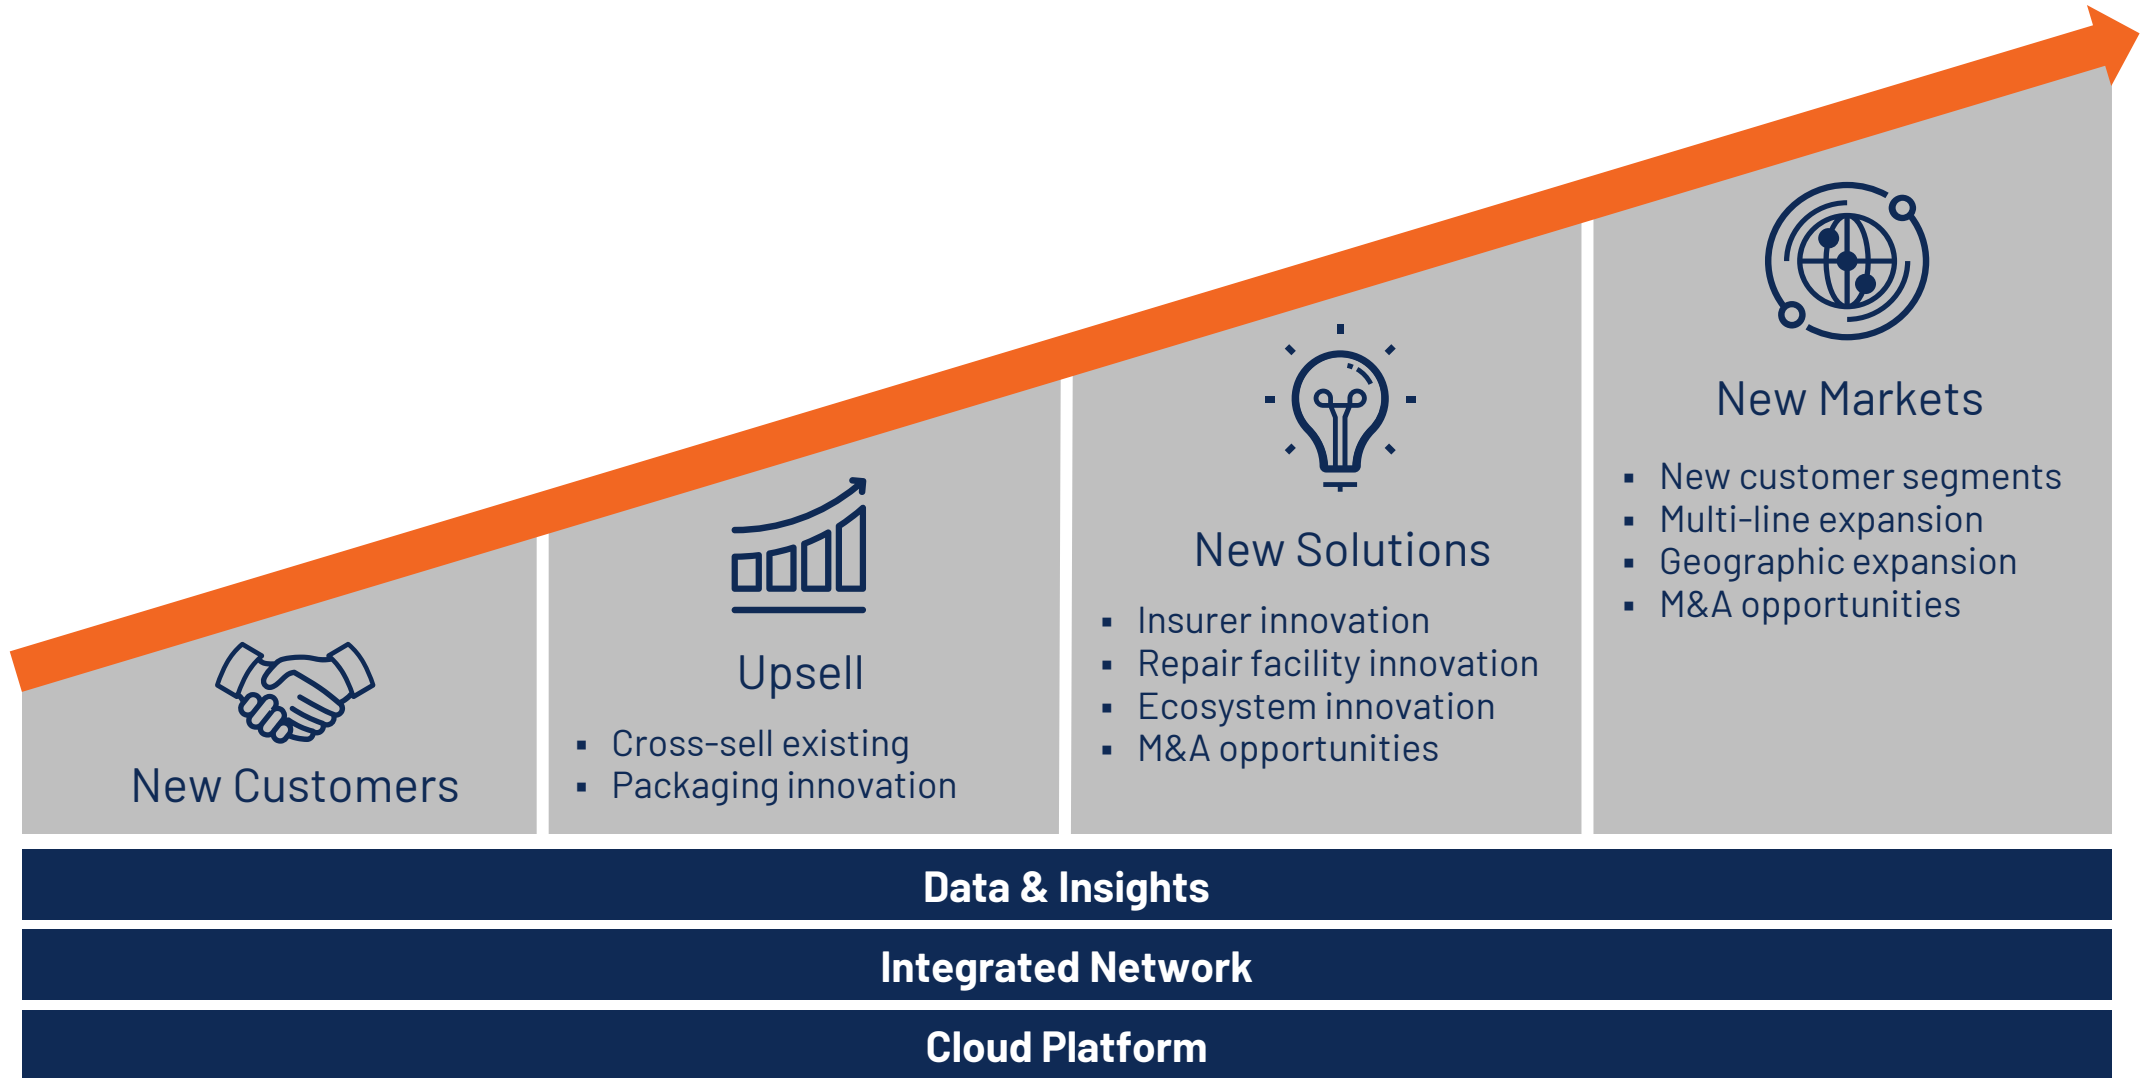 New Customers
Upsell
▪ Cross-sell existing
▪ Packaging innovation
New Solutions
▪ Insurer innovation
▪ Repair facility innovation
▪ Ecosystem innovation
▪ M&A opportunities
New Markets
▪ New customer segments
▪ Multi-line expansion
▪ Geographic expansion
▪ M&A opportunities
Data & Insights
Integrated Network
Cloud Platform